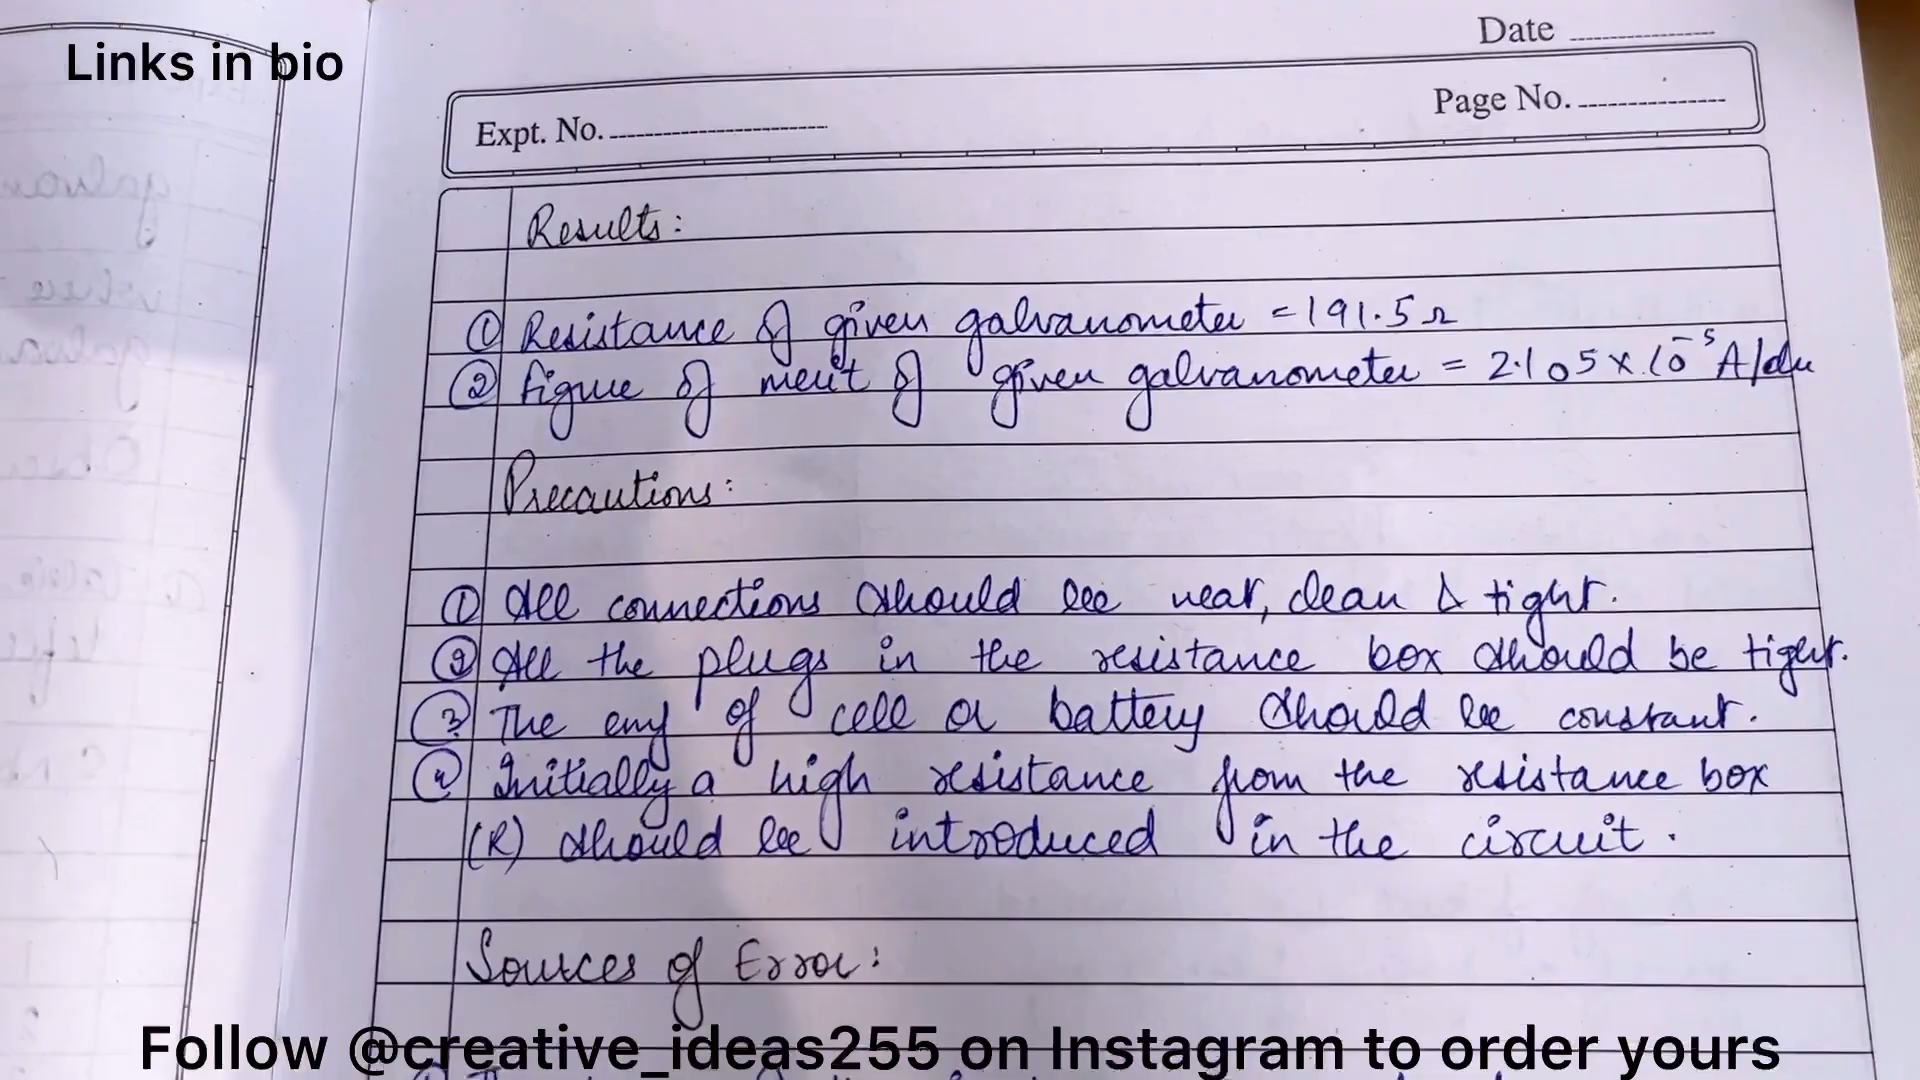 Links in bio
Date
Page No.
Expt. No.
Results:
① Resistance of given galvanometer = 191.5 Ω
② figure of merit of given galvanometer = 2.105 x 10⁻⁵ A/div
Precautions:
① All connections should be neat, clean & tight.
② All the plugs in the resistance box should be tight.
③ The emf of cell or battery should be constant.
④ Initially a high resistance from the resistance box
(R) should be introduced in the circuit.
Sources of Error:
Follow @creative_ideas255 on Instagram to order yours